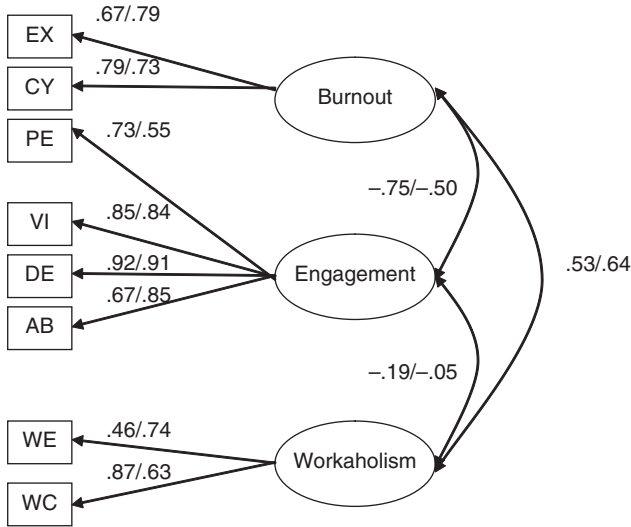 EX
.67/.79
CY
.79/.73
Burnout
PE
.73/.55
–.75/–.50
VI
.85/.84
DE
.92/.91
Engagement
.53/.64
AB
.67/.85
–.19/–.05
WE
.46/.74
Workaholism
WC
.87/.63